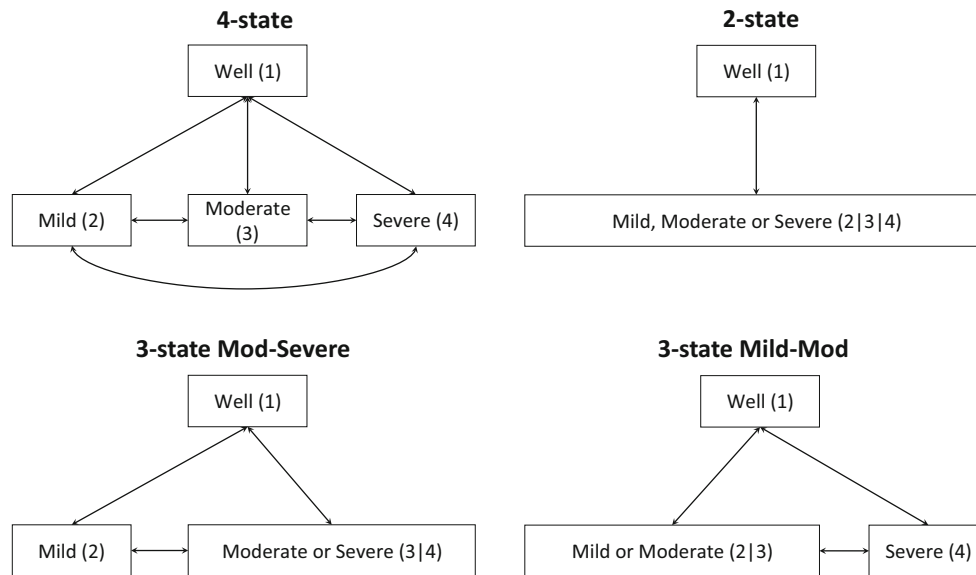 4-state
Well (1)
Mild (2)
Moderate
(3)
Severe (4)
2-state
Well (1)
Mild, Moderate or Severe (2|3|4)
3-state Mod-Severe
Well (1)
Mild (2)
Moderate or Severe (3|4)
3-state Mild-Mod
Well (1)
Mild or Moderate (2|3)
Severe (4)